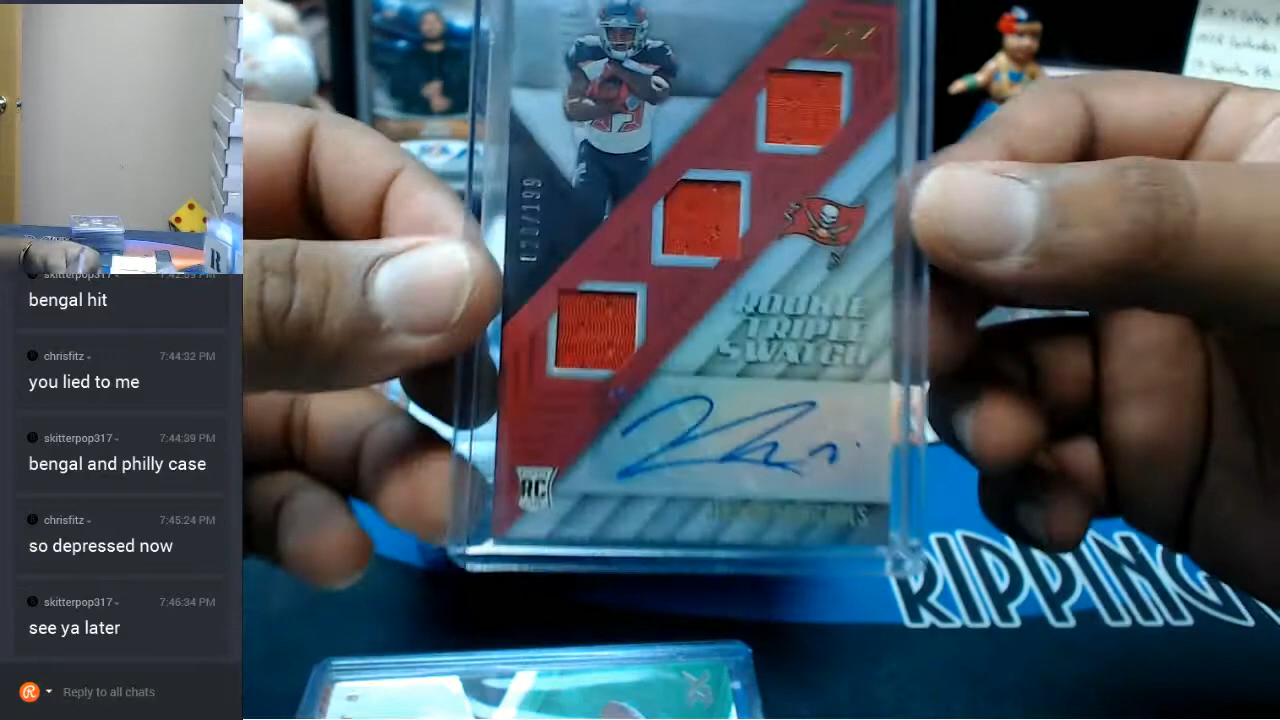 skitterpop317
bengal hit
chrisfitz
7:44:32 PM
you lied to me
skitterpop317
7:44:39 PM
bengal and philly case
chrisfitz
7:45:24 PM
so depressed now
skitterpop317
7:46:34 PM
see ya later
Reply to all chats
ROOKIE
TRIPLE
SWATCH
RC
RIPPING